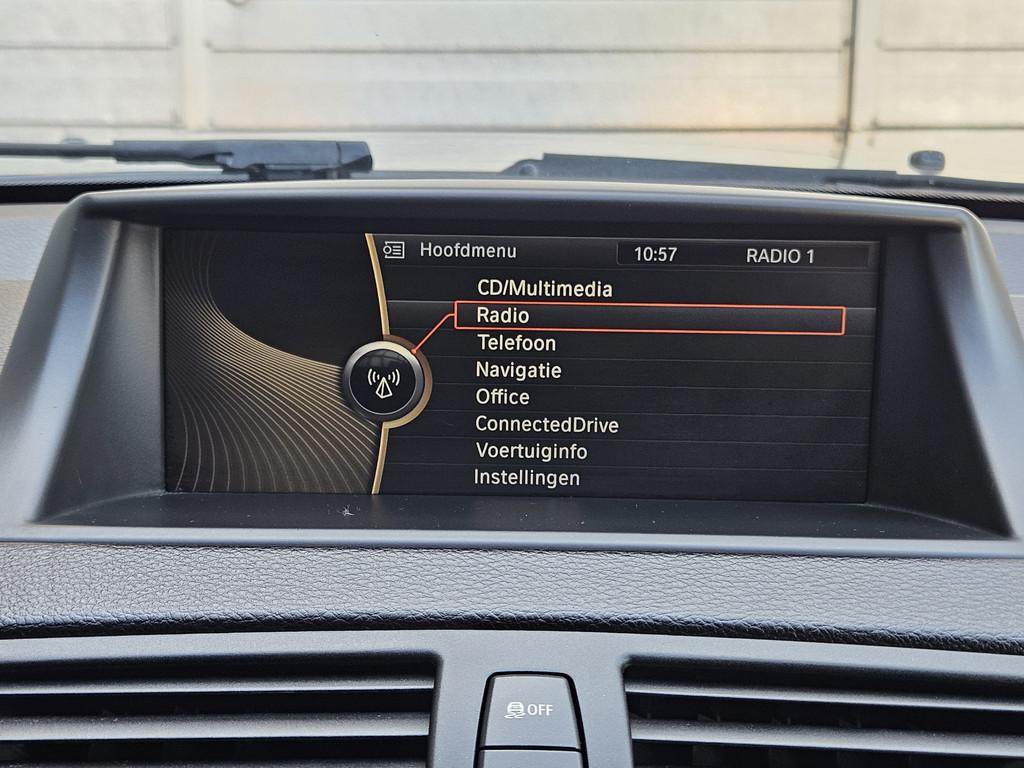 Hoofdmenu 10:57 RADIO 1
CD/Multimedia
Radio
Telefoon
Navigatie
Office
ConnectedDrive
Voertuiginfo
Instellingen
OFF